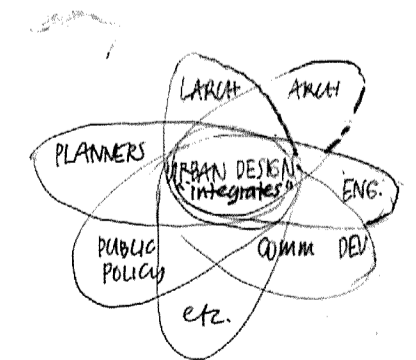 LARCH
ARCH
PLANNERS
URBAN DESIGN
"integrates"
ENG.
PUBLIC
POLICY
COMM DEV
etc.